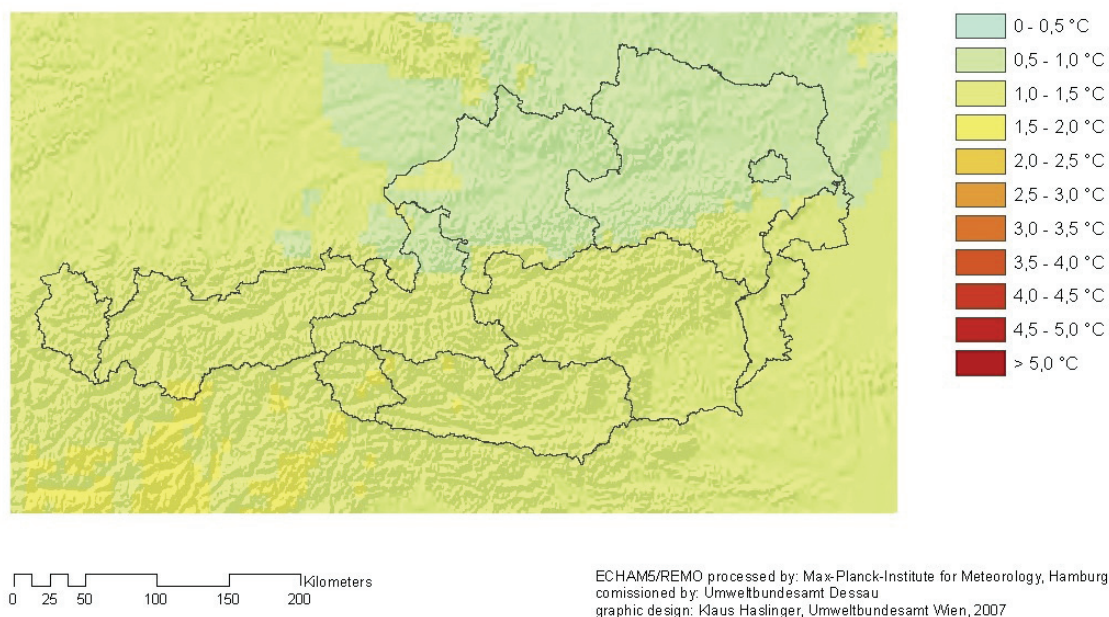 0 - 0,5 °C
0,5 - 1,0 °C
1,0 - 1,5 °C
1,5 - 2,0 °C
2,0 - 2,5 °C
2,5 - 3,0 °C
3,0 - 3,5 °C
3,5 - 4,0 °C
4,0 - 4,5 °C
4,5 - 5,0 °C
> 5,0 °C
Kilometers
0 25 50 100 150 200
ECHAM5/REMO processed by: Max-Planck-Institute for Meteorology, Hamburg
comissioned by: Umweltbundesamt Dessau
graphic design: Klaus Haslinger, Umweltbundesamt Wien, 2007